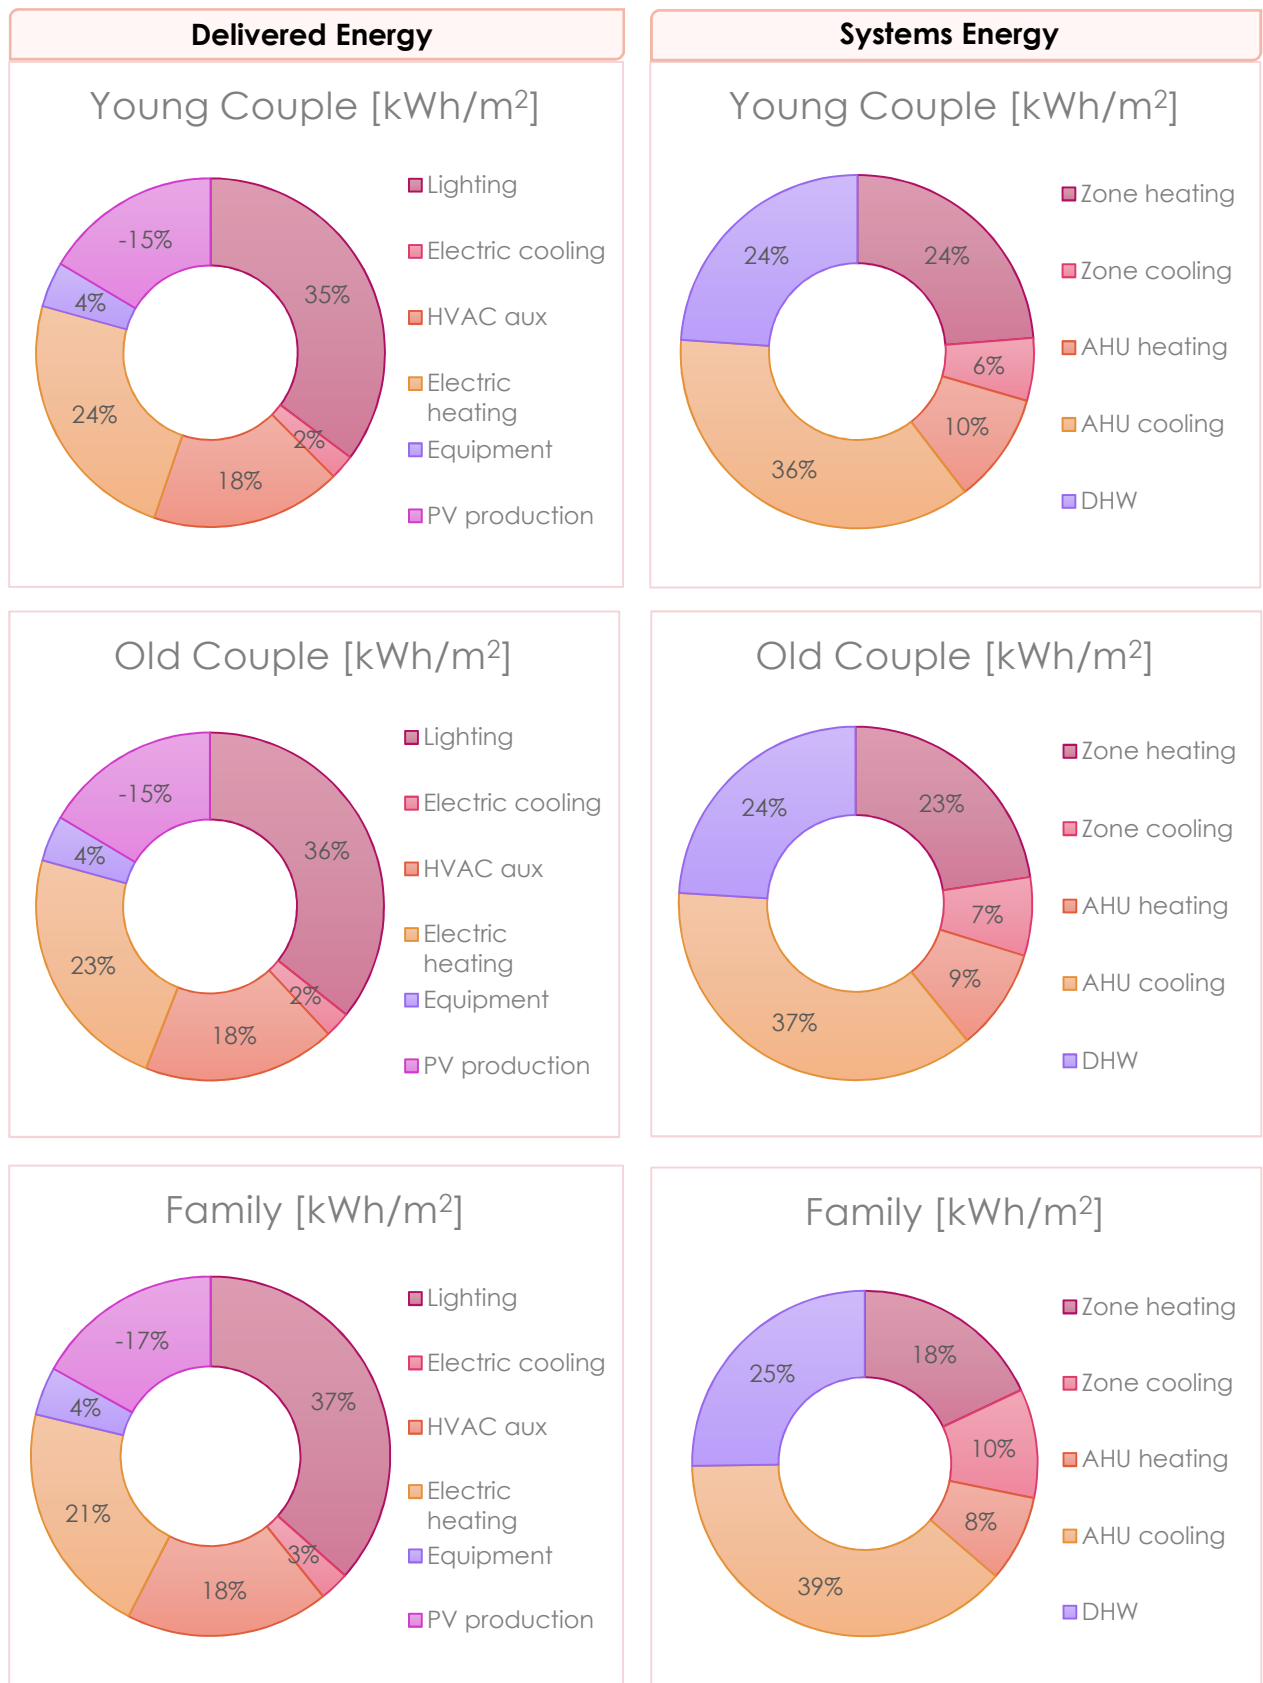 Delivered Energy
Systems Energy
Young Couple [kWh/m²]
-15%
35%
4%
2%
24%
18%
Lighting
Electric cooling
HVAC aux
Electric
heating
Equipment
PV production
Young Couple [kWh/m²]
24%
24%
6%
10%
36%
Zone heating
Zone cooling
AHU heating
AHU cooling
DHW
Old Couple [kWh/m²]
-15%
36%
4%
23%
2%
18%
Lighting
Electric cooling
HVAC aux
Electric
heating
Equipment
PV production
Old Couple [kWh/m²]
24%
23%
7%
9%
37%
Zone heating
Zone cooling
AHU heating
AHU cooling
DHW
Family [kWh/m²]
-17%
37%
4%
21%
3%
18%
Lighting
Electric cooling
HVAC aux
Electric
heating
Equipment
PV production
Family [kWh/m²]
18%
25%
10%
8%
39%
Zone heating
Zone cooling
AHU heating
AHU cooling
DHW